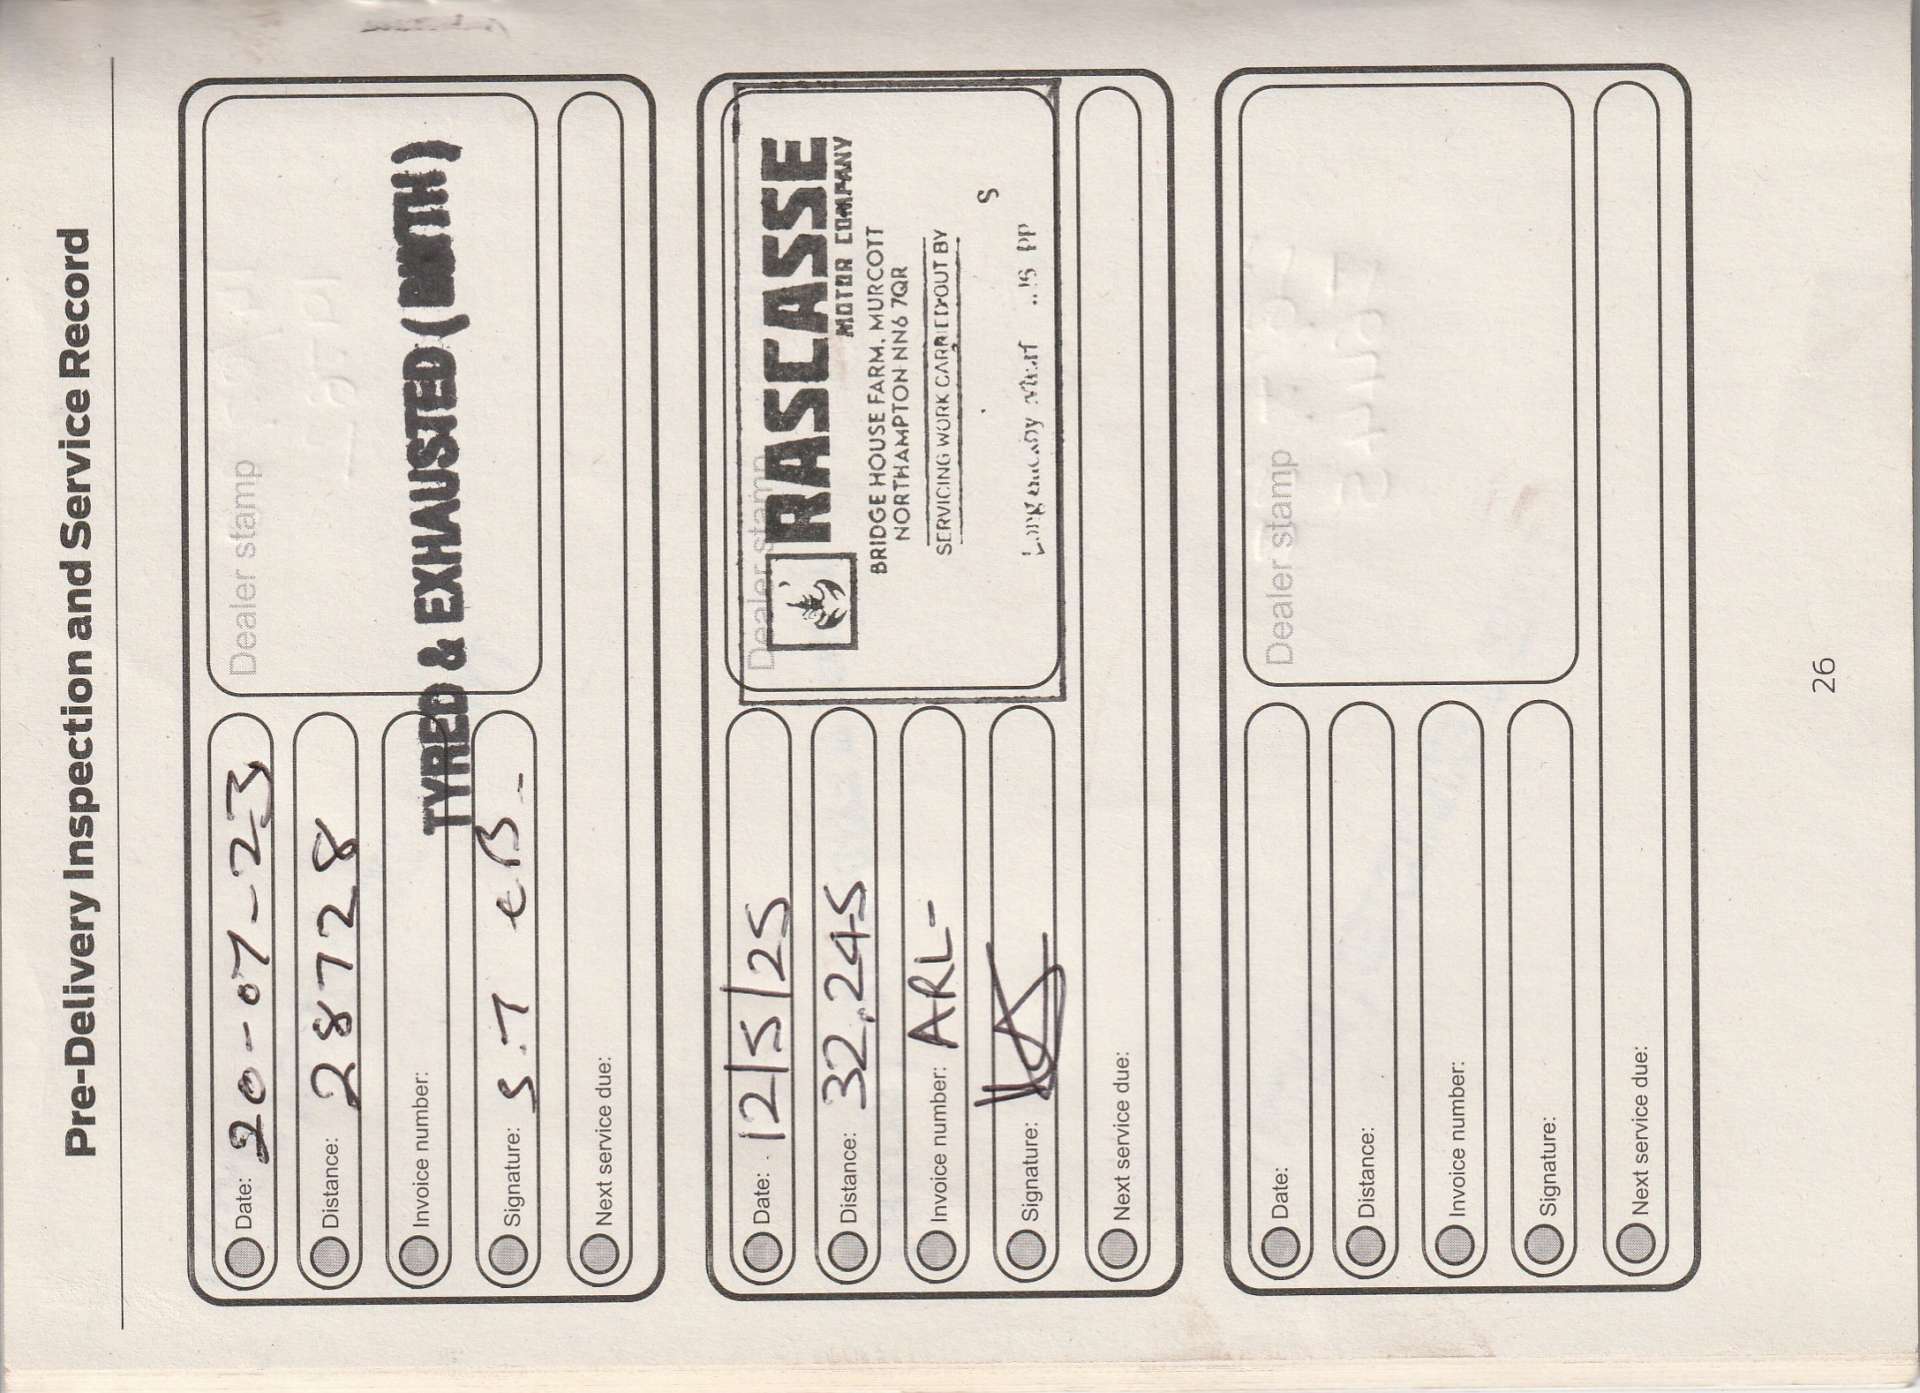 Pre-Delivery Inspection and Service Record
Date: 20-07-23
Distance: 28728
Invoice number:
Signature: S.T
Next service due:
Dealer stamp
TYRED & EXHAUSTED
Date: 12/5/25
Distance: 32,245
Invoice number: ARL-
Signature:
Next service due:
Dealer stamp
RASCASSE
MOTOR COMPANY
BRIDGE HOUSE FARM, MURCOTT
NORTHAMPTON NN6 7QR
SERVICING WORK CARRIED OUT BY
S
Date:
Distance:
Invoice number:
Signature:
Next service due:
Dealer stamp
26